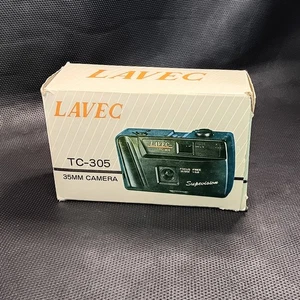 LAVEC
TC-305
35MM CAMERA
LAVEC
Supervision